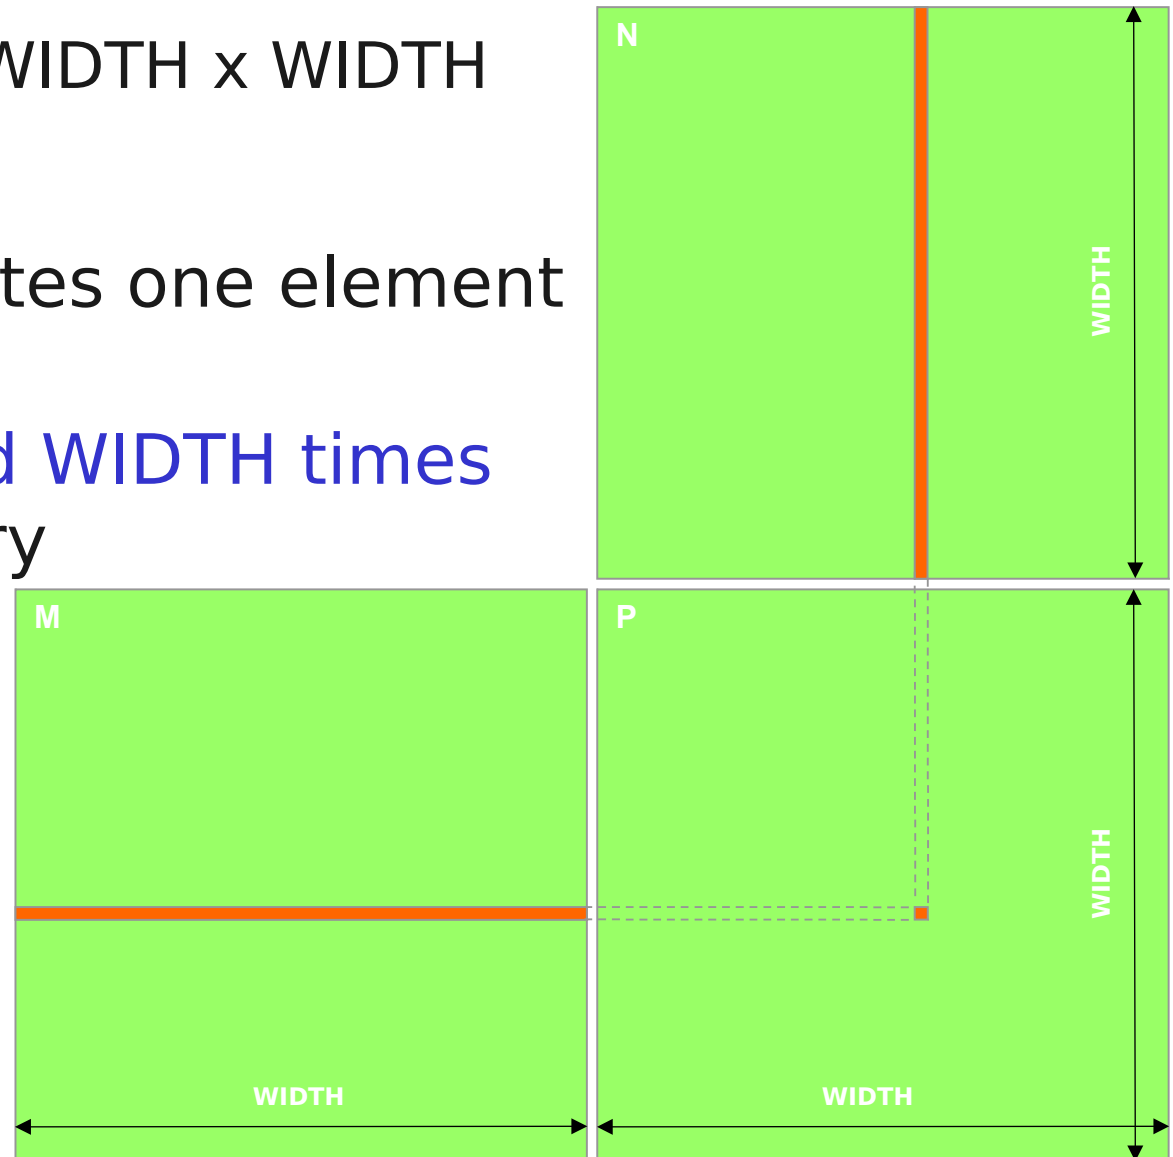 WIDTH x WIDTH
tes one element
d WIDTH times
ry
N
WIDTH
M
WIDTH
P
WIDTH
WIDTH